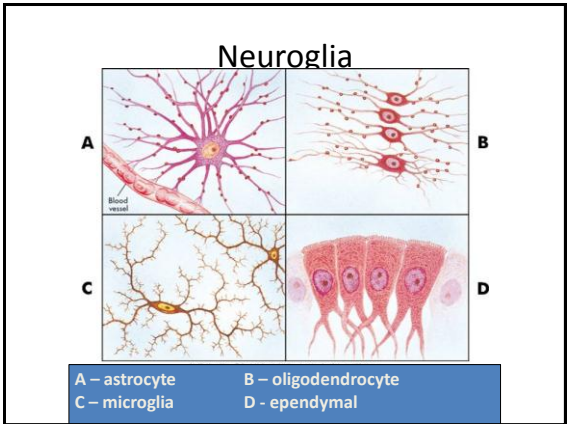 Neuroglia
A
B
Blood
vessel
C
D
A – astrocyte B – oligodendrocyte
C – microglia D - ependymal